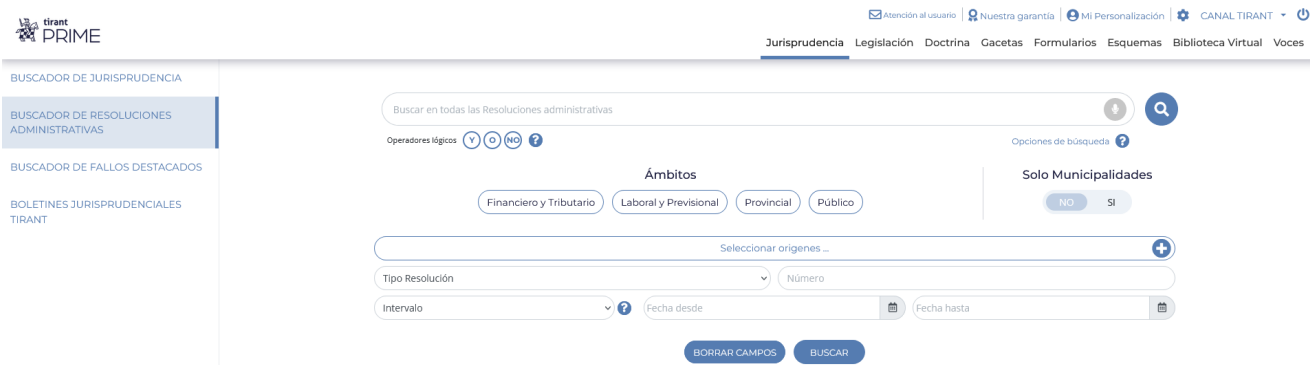 Atención al usuario Nuestra garantía Mi Personalización CANAL TIRANT
tirant
PRIME
Jurisprudencia Legislación Doctrina Gacetas Formularios Esquemas Biblioteca Virtual Voces
BUSCADOR DE JURISPRUDENCIA
BUSCADOR DE RESOLUCIONES
ADMINISTRATIVAS
BUSCADOR DE FALLOS DESTACADOS
BOLETINES JURISPRUDENCIALES
TIRANT
Buscar en todas las Resoluciones administrativas
Operadores lógicos Y O NO ?
Opciones de búsqueda ?
Ámbitos
Financiero y Tributario Laboral y Previsional Provincial Público
Solo Municipalidades
NO SI
Seleccionar origenes ...
Tipo Resolución Número
Intervalo ? Fecha desde Fecha hasta
BORRAR CAMPOS BUSCAR